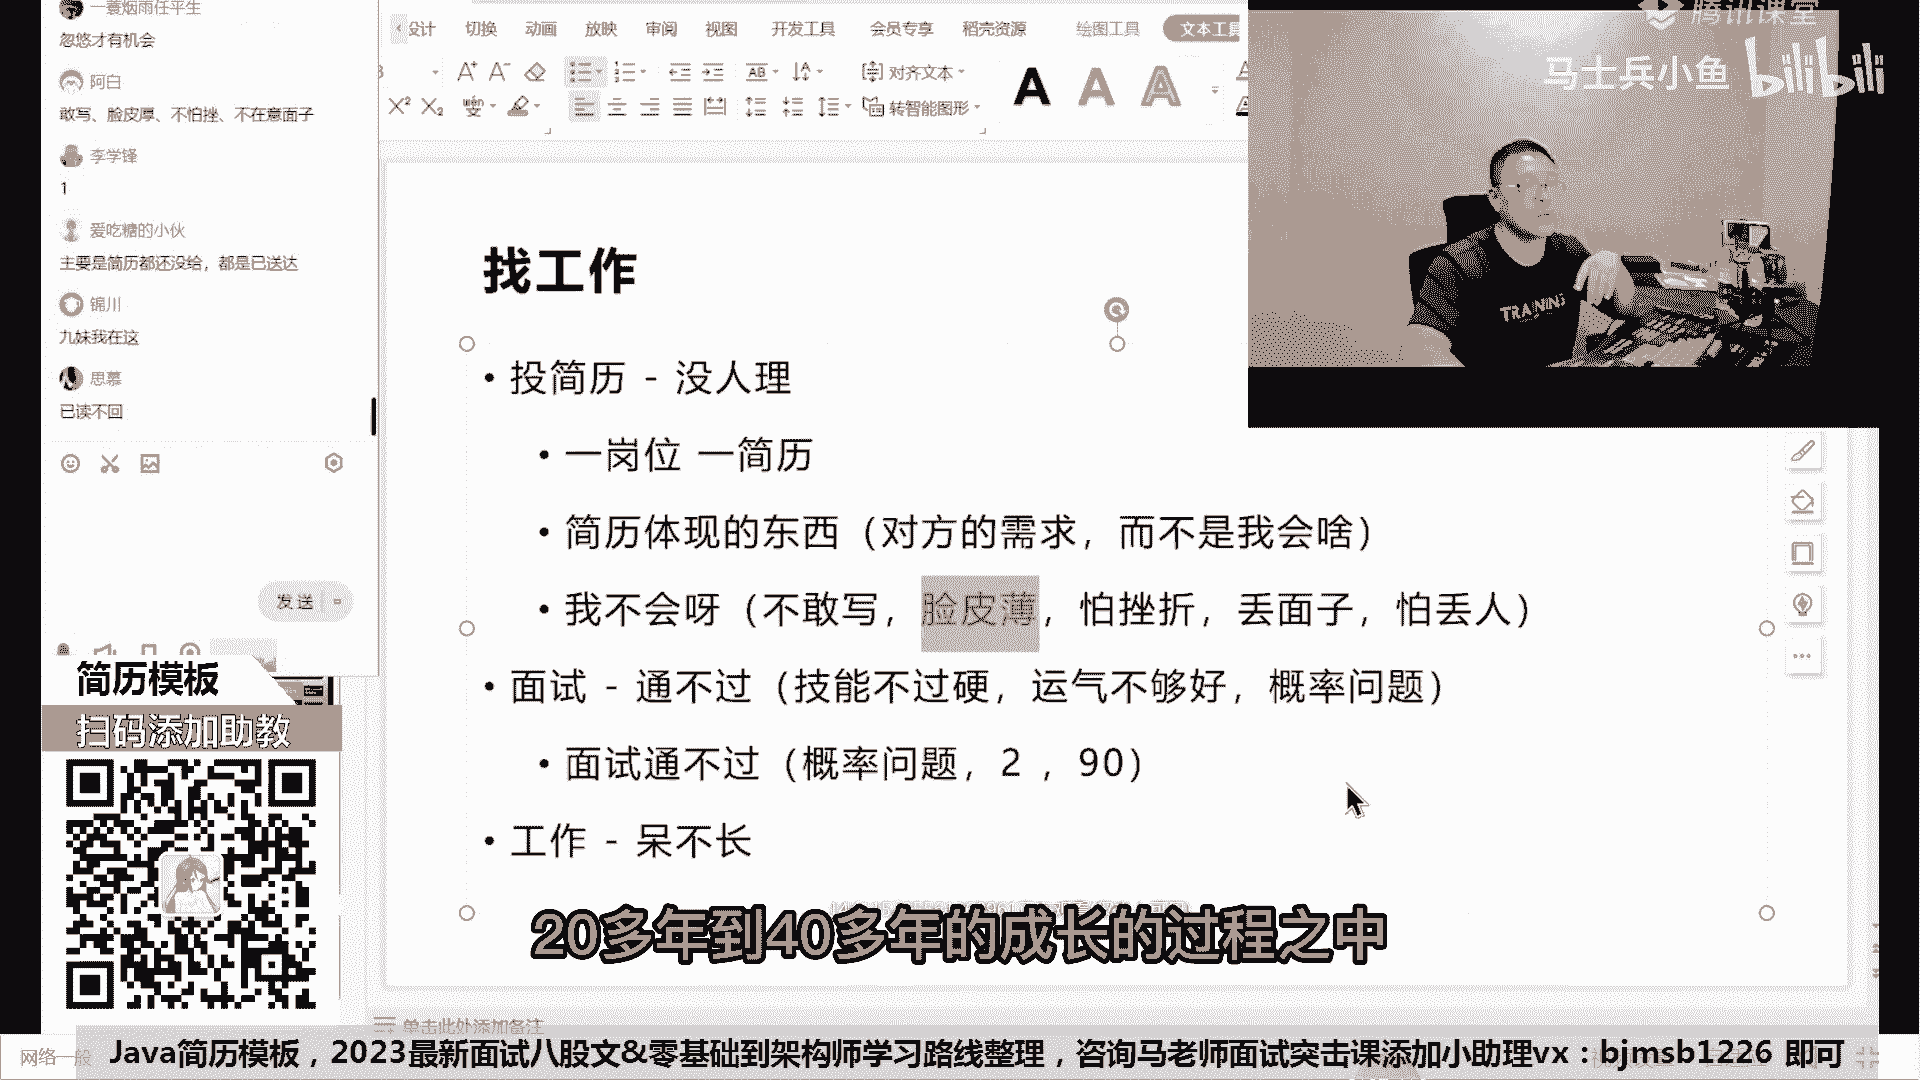 一蓑烟雨任平生
忽悠才有机会
阿白
敢写、脸皮厚、不怕挫、不在意面子
李学锋
1
爱吃糖的小伙
主要是简历都还没给，都是已送达
锦川
九妹我在这
思慕
已读不回
发送
简历模板
扫码添加助教
设计 切换 动画 放映 审阅 视图 开发工具 会员专享 稻壳资源 绘图工具 文本工具
对齐文本
转智能图形
A A A
腾讯课堂
马士兵小鱼 bilibili
TRAINING
找工作
• 投简历 - 没人理
• 一岗位 一简历
• 简历体现的东西（对方的需求，而不是我会啥）
• 我不会呀（不敢写，脸皮薄，怕挫折，丢面子，怕丢人）
• 面试 - 通不过（技能不过硬，运气不够好，概率问题）
• 面试通不过（概率问题，2 ，90）
• 工作 - 呆不长
20多年到40多年的成长的过程之中
单击此处添加备注
网络一般
Java简历模板，2023最新面试八股文&零基础到架构师学习路线整理，咨询马老师面试突击课添加小助理vx：bjmsb1226 即可